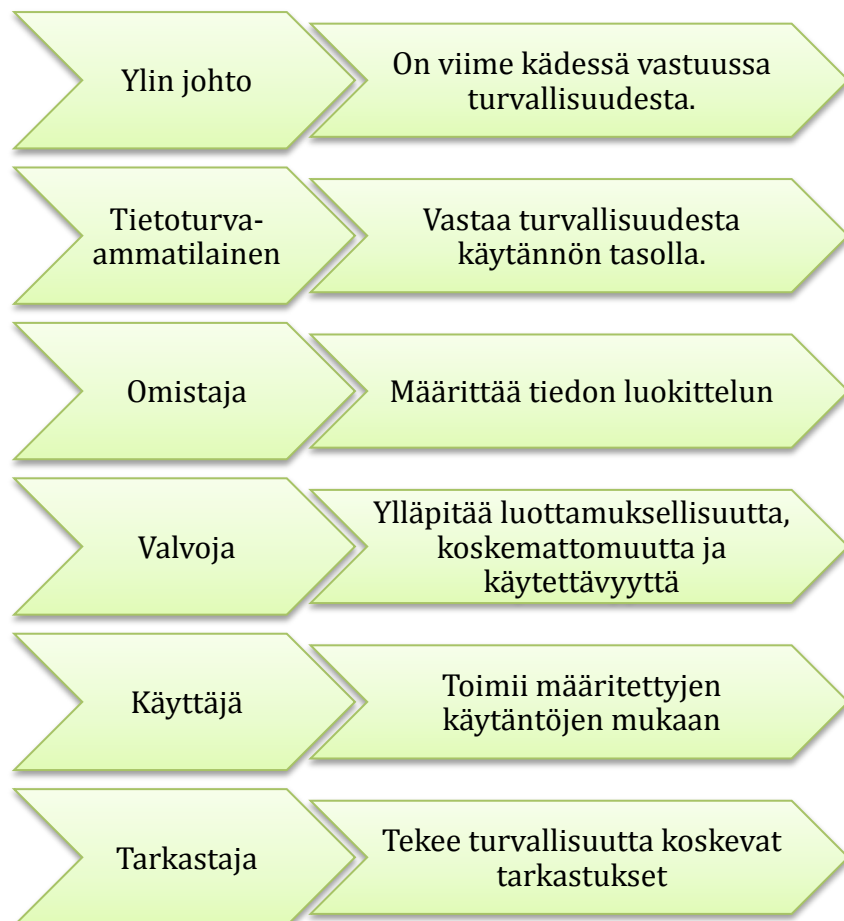 Ylin johto
On viime kädessä vastuussa
turvallisuudesta.
Tietoturva-
ammatilainen
Vastaa turvallisuudesta
käytännön tasolla.
Omistaja
Määrittää tiedon luokittelun
Valvoja
Ylläpitää luottamuksellisuutta,
koskemattomuutta ja
käytettävyyttä
Käyttäjä
Toimii määritettyjen
käytäntöjen mukaan
Tarkastaja
Tekee turvallisuutta koskevat
tarkastukset